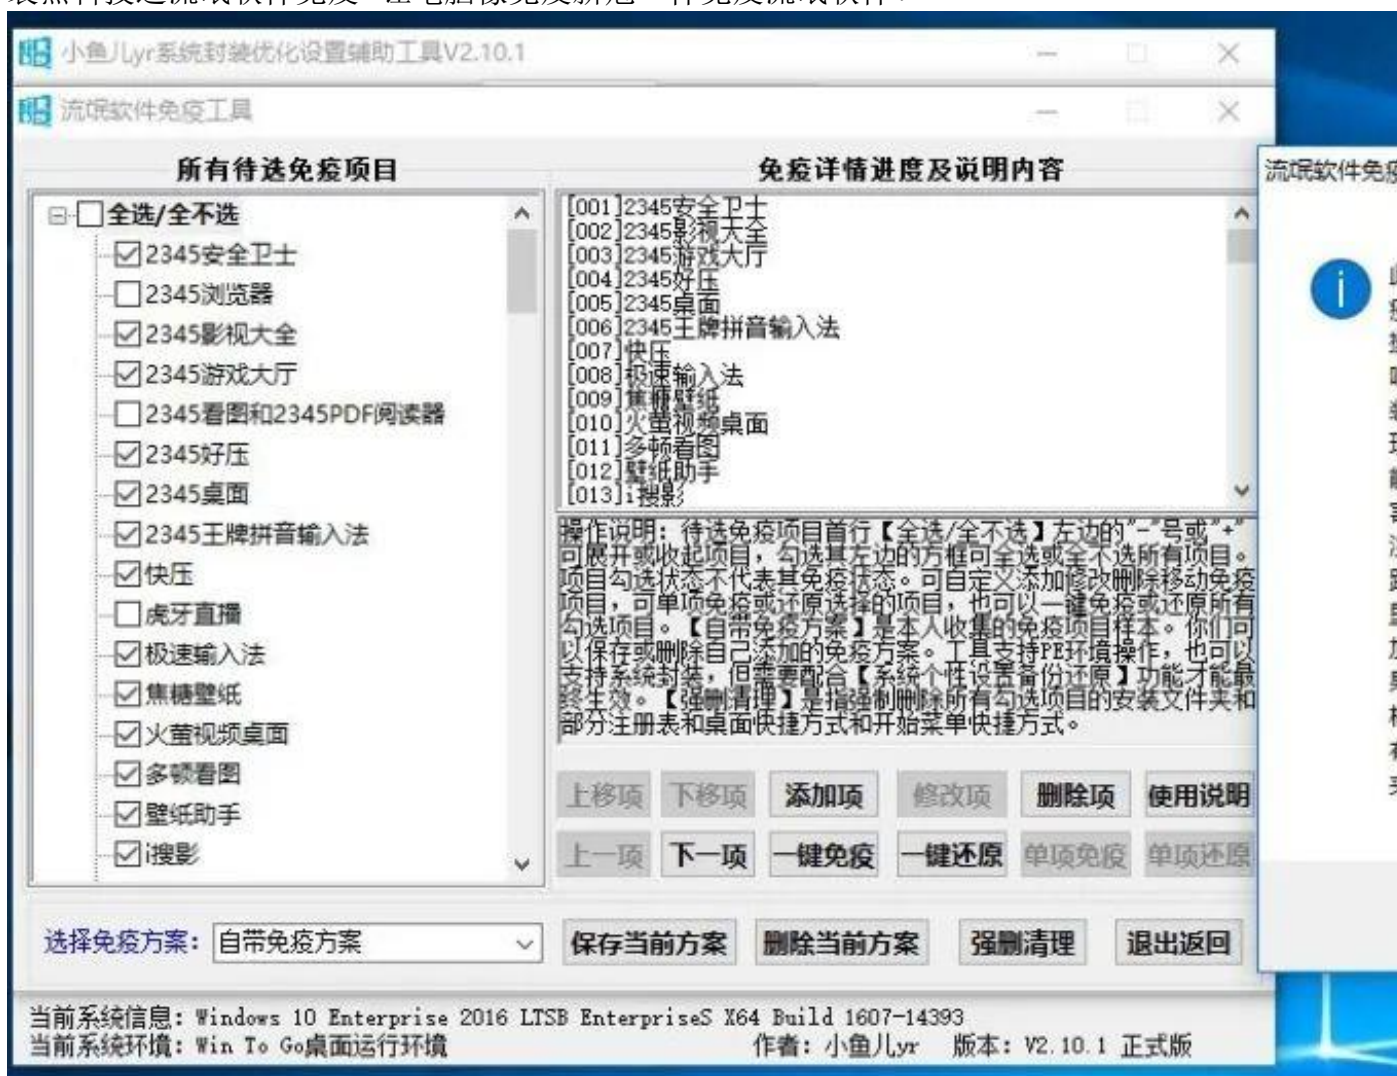 小鱼儿yr系统封装优化设置辅助工具V2.10.1
流氓软件免疫工具
所有待选免疫项目
免疫详情进度及说明内容
流氓软件免疫
全选/全不选
2345安全卫士
2345浏览器
2345影视大全
2345游戏大厅
2345看图和2345PDF阅读器
2345好压
2345桌面
2345王牌拼音输入法
快压
虎牙直播
极速输入法
焦糖壁纸
火萤视频桌面
多顿看图
壁纸助手
i搜影
[001]2345安全卫士
[002]2345影视大全
[003]2345游戏大厅
[004]2345好压
[005]2345桌面
[006]2345王牌拼音输入法
[007]快压
[008]极速输入法
[009]焦糖壁纸
[010]火萤视频桌面
[011]多顿看图
[012]壁纸助手
[013]i搜影
操作说明：待选免疫项目首行【全选/全不选】左边的"-"号或"+"
可展开或收起项目，勾选其左边的方框可全选或全不选所有项目。
项目勾选状态不代表其免疫状态。可自定义添加修改删除移动免疫
项目，可单项免疫或还原选择的项目，也可以一键免疫或还原所有
勾选项目。【自带免疫方案】是本人收集的免疫项目样本。你们可
以保存或删除自己添加的免疫方案。工具支持PE环境操作，也可以
支持系统封装，但需要配合【系统个性设置备份还原】功能才能最
终生效。【强删清理】是指强制删除所有勾选项目的安装文件夹和
部分注册表和桌面快捷方式和开始菜单快捷方式。
上移项 下移项 添加项 修改项 删除项 使用说明
上一项 下一项 一键免疫 一键还原 单项免疫 单项还原
选择免疫方案： 自带免疫方案 保存当前方案 删除当前方案 强删清理 退出返回
当前系统信息：Windows 10 Enterprise 2016 LTSB EnterpriseS X64 Build 1607-14393
当前系统环境：Win To Go桌面运行环境 作者：小鱼儿yr 版本：V2.10.1 正式版